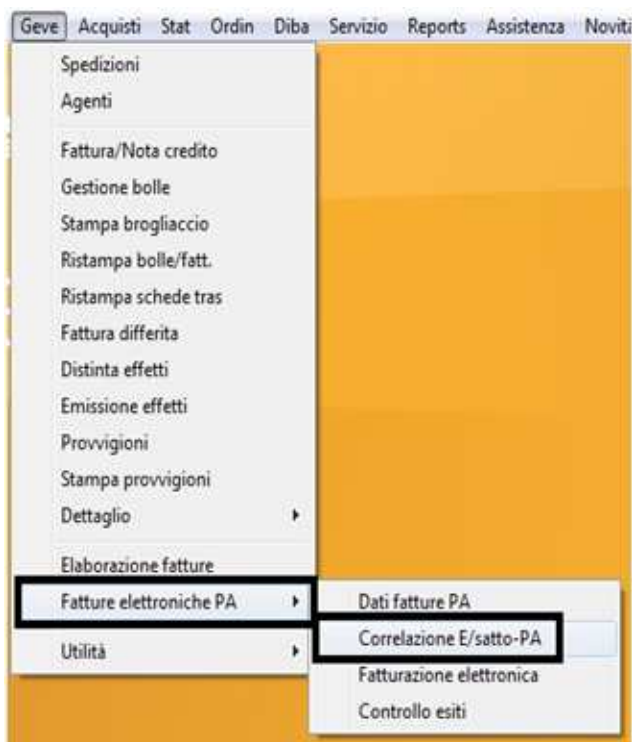 Geve Acquisti Stat Ordin Diba Servizio Reports Assistenza Novità
Spedizioni
Agenti
Fattura/Nota credito
Gestione bolle
Stampa brogliaccio
Ristampa bolle/fatt.
Ristampa schede tras
Fattura differita
Distinta effetti
Emissione effetti
Provvigioni
Stampa provvigioni
Dettaglio
Elaborazione fatture
Fatture elettroniche PA
Dati fatture PA
Correlazione E/satto-PA
Utilità
Fatturazione elettronica
Controllo esiti